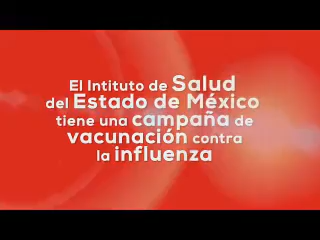 El Intituto de Salud
del Estado de México
tiene una campaña de
vacunación contra
la influenza